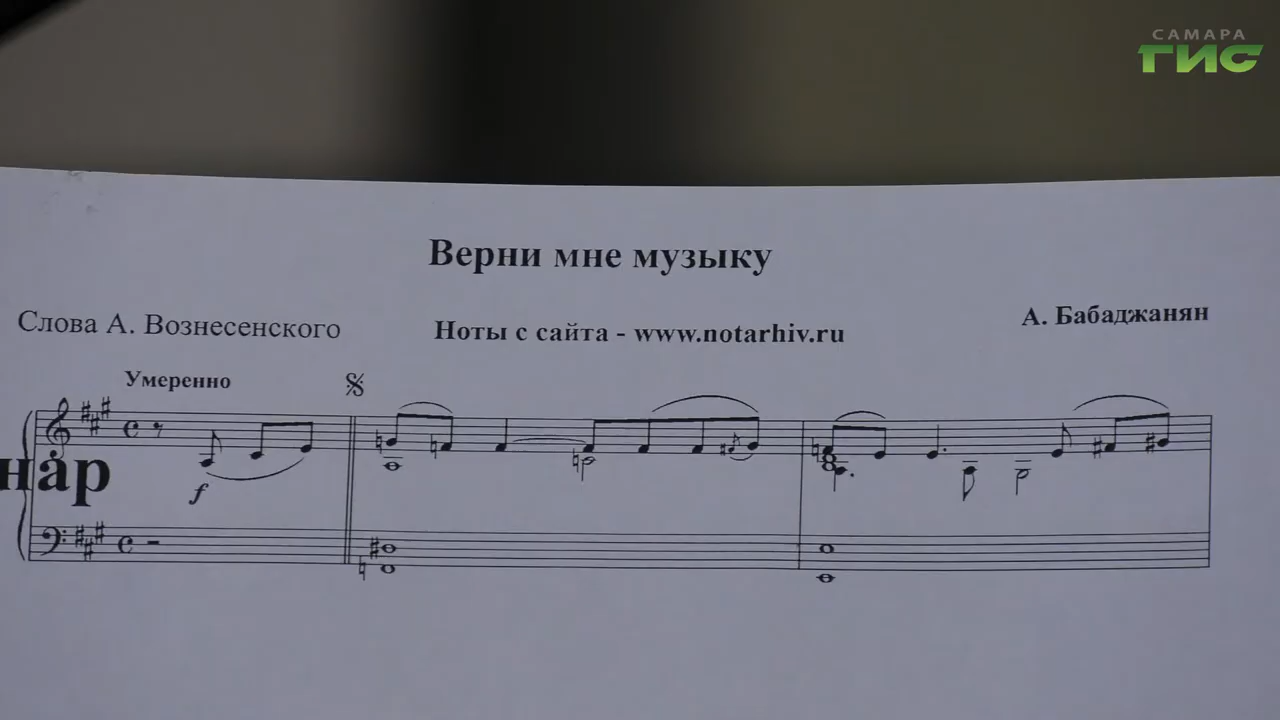 САМАРА
ГИС
Верни мне музыку
Слова А. Вознесенского
Ноты с сайта - www.notarhiv.ru
А. Бабаджанян
Умеренно
нар
f